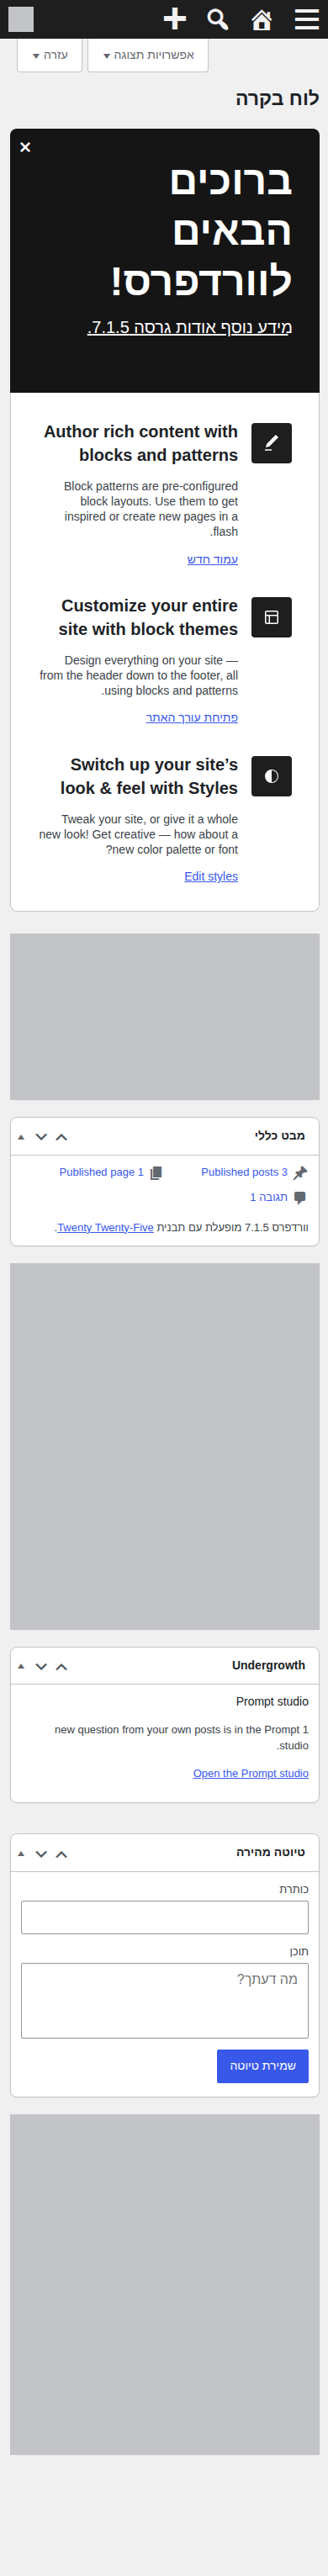 אפשרויות תצוגה
עזרה
לוח בקרה
ברוכים
הבאים
לוורדפרס!
מידע נוסף אודות גרסה 7.1.5.
Author rich content with
blocks and patterns
Block patterns are pre-configured
block layouts. Use them to get
inspired or create new pages in a
flash.
עמוד חדש
Customize your entire
site with block themes
Design everything on your site —
from the header down to the footer, all
using blocks and patterns.
פתיחת עורך האתר
Switch up your site’s
look & feel with Styles
Tweak your site, or give it a whole
new look! Get creative — how about a
new color palette or font?
Edit styles
מבט כללי
3 Published posts
1 Published page
תגובה 1
וורדפרס 7.1.5 מופעלת עם תבנית Twenty Twenty-Five.
Undergrowth
Prompt studio
1 new question from your own posts is in the Prompt
studio.
Open the Prompt studio
טיוטה מהירה
כותרת
תוכן
מה דעתך?
שמירת טיוטה